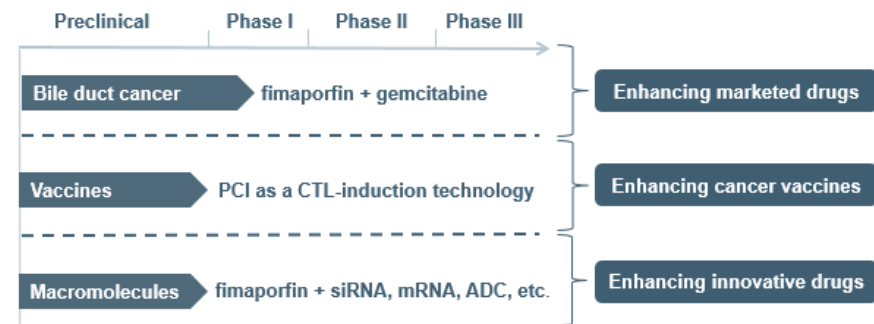 Preclinical Phase I Phase II Phase III
Bile duct cancer fimaporfin + gemcitabine Enhancing marketed drugs
Vaccines PCI as a CTL-induction technology Enhancing cancer vaccines
Macromolecules fimaporfin + siRNA, mRNA, ADC, etc. Enhancing innovative drugs